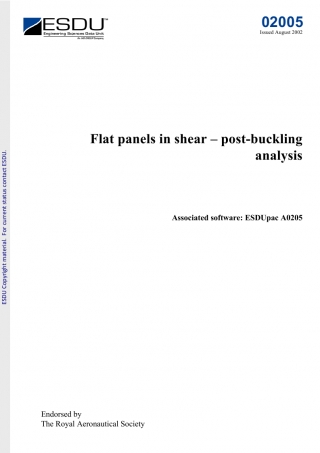 ESDU™
Engineering Sciences Data Unit
02005
Issued August 2002
Flat panels in shear – post-buckling
analysis
Associated software: ESDUpac A0205
ESDU Copyright material. For current status contact ESDU.
Endorsed by
The Royal Aeronautical Society